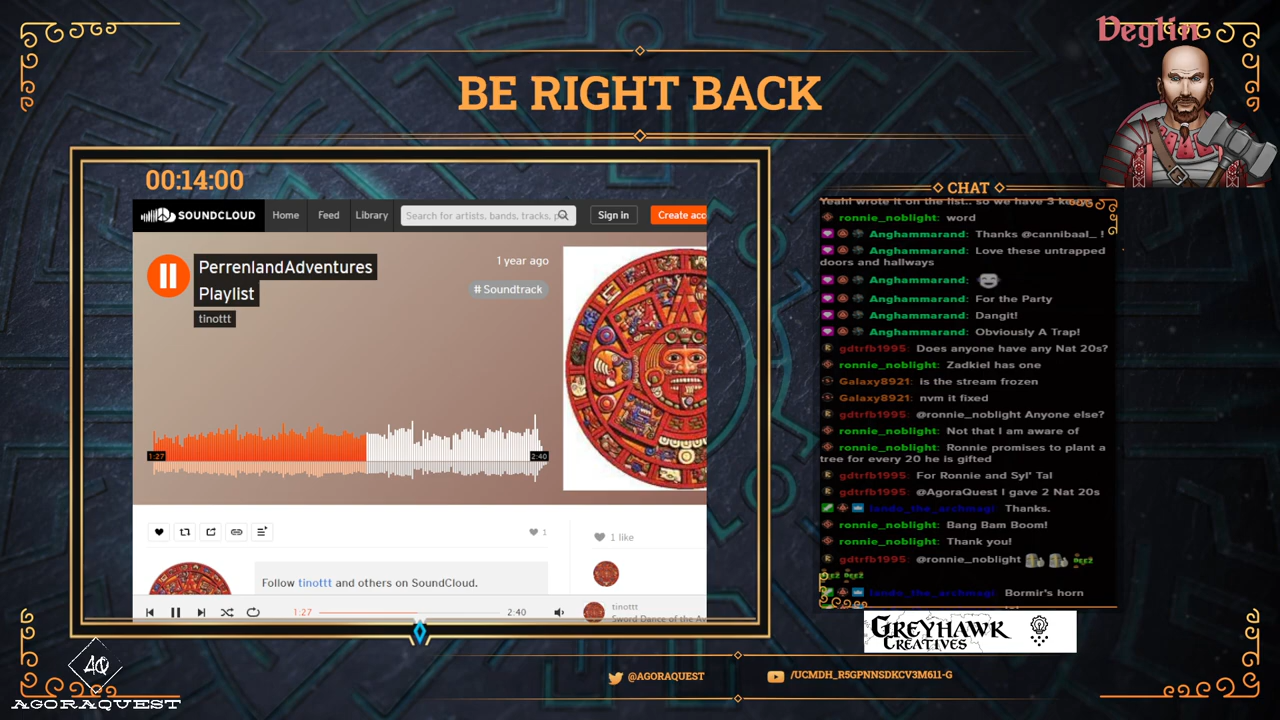 Deglin
BE RIGHT BACK
00:14:00
SOUNDCLOUD
Home
Feed
Library
Search for artists, bands, tracks, p
Sign in
Create acc
PerrenlandAdventures
Playlist
tinottt
1 year ago
# Soundtrack
1:27
2:40
1
1 like
Follow tinottt and others on SoundCloud.
1:27
2:40
tinottt
Sword Dance of the Av
CHAT
Yeah! wrote it on the list.. so we have 3 keys
ronnie_noblight: word
Anghammarand: Thanks @cannibaal_ !
Anghammarand: Love these untrapped
doors and hallways
Anghammarand:
Anghammarand: For the Party
Anghammarand: Dangit!
Anghammarand: Obviously A Trap!
gdtrfb1995: Does anyone have any Nat 20s?
ronnie_noblight: Zadkiel has one
Galaxy8921: is the stream frozen
Galaxy8921: nvm it fixed
gdtrfb1995: @ronnie_noblight Anyone else?
ronnie_noblight: Not that I am aware of
ronnie_noblight: Ronnie promises to plant a
tree for every 20 he is gifted
gdtrfb1995: For Ronnie and Syl' Tal
gdtrfb1995: @AgoraQuest I gave 2 Nat 20s
lando_the_archmagi: Thanks.
ronnie_noblight: Bang Bam Boom!
ronnie_noblight: Thank you!
gdtrfb1995: @ronnie_noblight
lando_the_archmagi: Bormir's horn
GREYHAWK
CREATIVES
AQ
AGORAQUEST
@AGORAQUEST
/UCMDH_R5GPNNSDKCV3M611-G